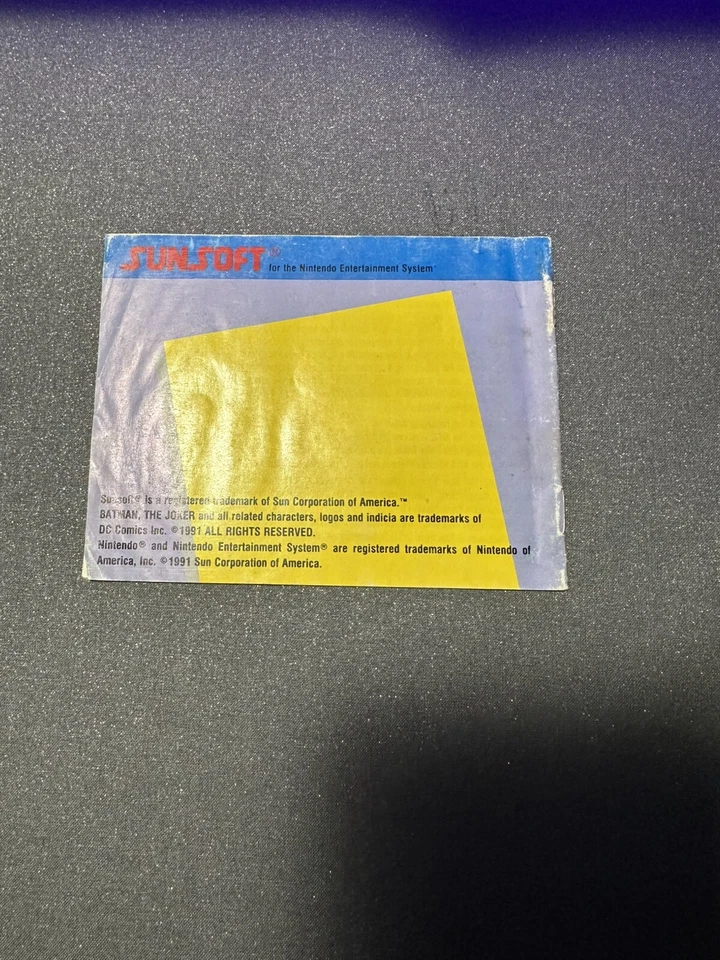 SUNSOFT® for the Nintendo Entertainment System®
Sunsoft® is a registered trademark of Sun Corporation of America.™
BATMAN, THE JOKER and all related characters, logos and indicia are trademarks of
DC Comics Inc. ©1991 ALL RIGHTS RESERVED.
Nintendo® and Nintendo Entertainment System® are registered trademarks of Nintendo of
America, Inc. ©1991 Sun Corporation of America.